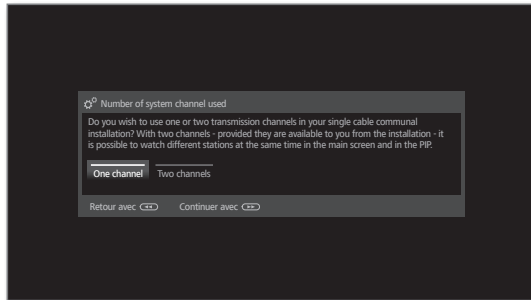 Number of system channel used
Do you wish to use one or two transmission channels in your single cable communal
installation? With two channels - provided they are available to you from the installation - it
is possible to watch different stations at the same time in the main screen and in the PIP.
One channel Two channels
Retour avec Continuer avec